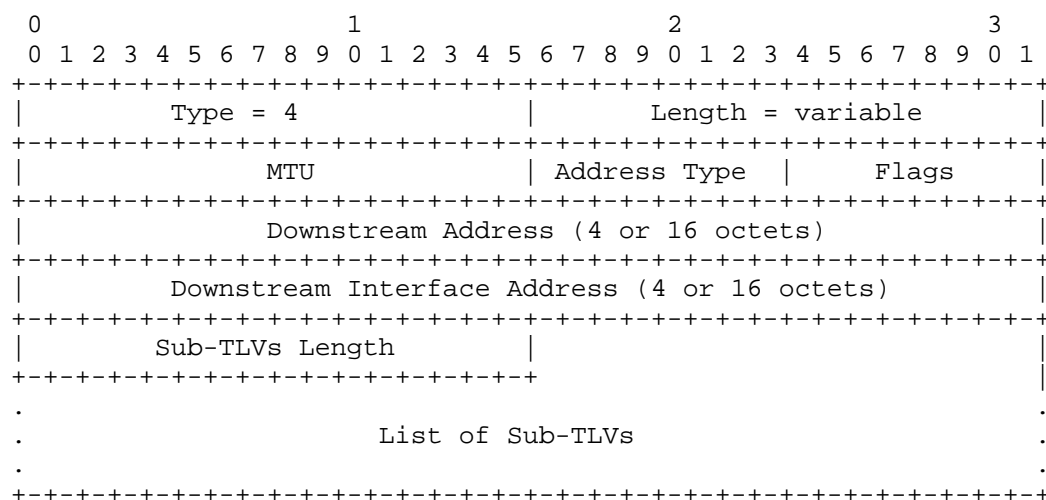 0                   1                   2                   3
 0 1 2 3 4 5 6 7 8 9 0 1 2 3 4 5 6 7 8 9 0 1 2 3 4 5 6 7 8 9 0 1
+-+-+-+-+-+-+-+-+-+-+-+-+-+-+-+-+-+-+-+-+-+-+-+-+-+-+-+-+-+-+-+-+
|         Type = 4              |       Length = variable       |
+-+-+-+-+-+-+-+-+-+-+-+-+-+-+-+-+-+-+-+-+-+-+-+-+-+-+-+-+-+-+-+-+
|               MTU             | Address Type  |     Flags     |
+-+-+-+-+-+-+-+-+-+-+-+-+-+-+-+-+-+-+-+-+-+-+-+-+-+-+-+-+-+-+-+-+
|               Downstream Address (4 or 16 octets)             |
+-+-+-+-+-+-+-+-+-+-+-+-+-+-+-+-+-+-+-+-+-+-+-+-+-+-+-+-+-+-+-+-+
|         Downstream Interface Address (4 or 16 octets)         |
+-+-+-+-+-+-+-+-+-+-+-+-+-+-+-+-+-+-+-+-+-+-+-+-+-+-+-+-+-+-+-+-+
|        Sub-TLVs Length        |                               |
+-+-+-+-+-+-+-+-+-+-+-+-+-+-+-+-+                               |
.                                                               .
.                      List of Sub-TLVs                         .
.                                                               .
+-+-+-+-+-+-+-+-+-+-+-+-+-+-+-+-+-+-+-+-+-+-+-+-+-+-+-+-+-+-+-+-+